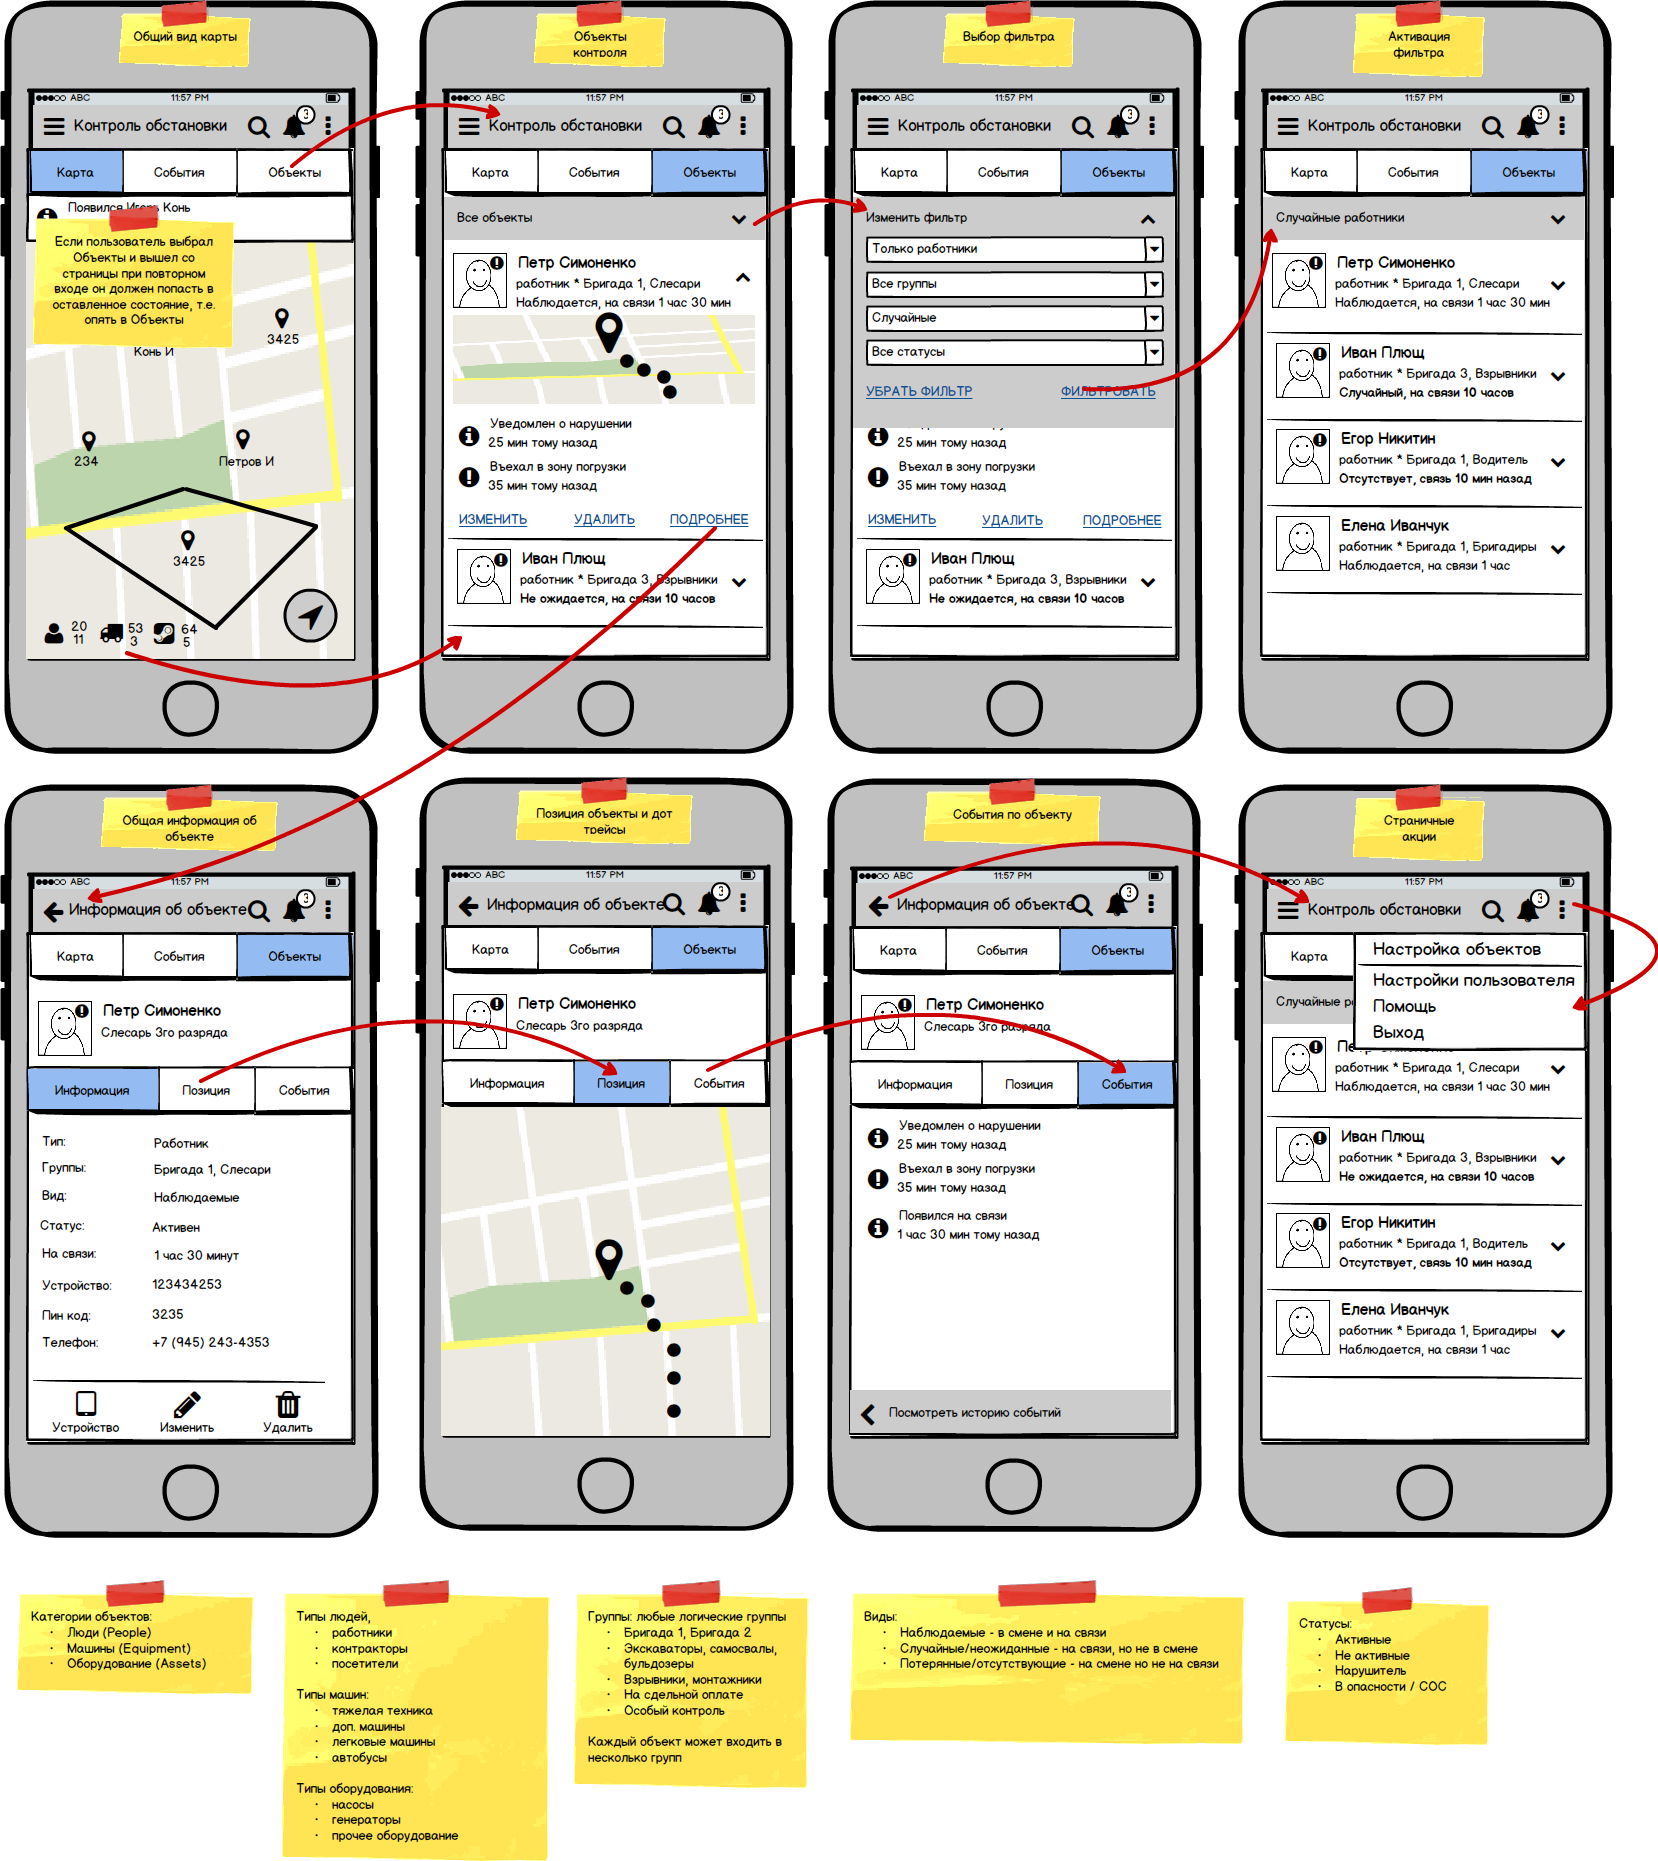 Общий вид карты
ABC
11:57 PM
Контроль обстановки
3
Карта
События
Объекты
Появился Игорь Конь
Если пользователь выбрал
Объекты и вышел со
страницы при повторном
входе он должен попасть в
оставленное состояние, т.е.
опять в Объекты
Конь И
3425
234
Петров И
3425
20
11
53
3
64
5
Объекты
контроля
ABC
11:57 PM
Контроль обстановки
3
Карта
События
Объекты
Все объекты
Петр Симоненко
работник * Бригада 1, Слесари
Наблюдается, на связи 1 час 30 мин
Уведомлен о нарушении
25 мин тому назад
Въехал в зону погрузки
35 мин тому назад
ИЗМЕНИТЬ
УДАЛИТЬ
ПОДРОБНЕЕ
Иван Плющ
работник * Бригада 3, Взрывники
Не ожидается, на связи 10 часов
Выбор фильтра
ABC
11:57 PM
Контроль обстановки
3
Карта
События
Объекты
Изменить фильтр
Только работники
Все группы
Случайные
Все статусы
УБРАТЬ ФИЛЬТР
ФИЛЬТРОВАТЬ
25 мин тому назад
Въехал в зону погрузки
35 мин тому назад
ИЗМЕНИТЬ
УДАЛИТЬ
ПОДРОБНЕЕ
Иван Плющ
работник * Бригада 3, Взрывники
Не ожидается, на связи 10 часов
Активация
фильтра
ABC
11:57 PM
Контроль обстановки
3
Карта
События
Объекты
Случайные работники
Петр Симоненко
работник * Бригада 1, Слесари
Наблюдается, на связи 1 час 30 мин
Иван Плющ
работник * Бригада 3, Взрывники
Случайный, на связи 10 часов
Егор Никитин
работник * Бригада 1, Водитель
Отсутствует, связь 10 мин назад
Елена Иванчук
работник * Бригада 1, Бригадиры
Наблюдается, на связи 1 час
Общая информация об
объекте
ABC
11:57 PM
Информация об объекте
3
Карта
События
Объекты
Петр Симоненко
Слесарь 3го разряда
Информация
Позиция
События
Тип: Работник
Группы: Бригада 1, Слесари
Вид: Наблюдаемые
Статус: Активен
На связи: 1 час 30 минут
Устройство: 123434253
Пин код: 3235
Телефон: +7 (945) 243-4353
Устройство
Изменить
Удалить
Позиция объекты и дот
трейсы
ABC
11:57 PM
Информация об объекте
3
Карта
События
Объекты
Петр Симоненко
Слесарь 3го разряда
Информация
Позиция
События
События по объекту
ABC
11:57 PM
Информация об объекте
3
Карта
События
Объекты
Петр Симоненко
Слесарь 3го разряда
Информация
Позиция
События
Уведомлен о нарушении
25 мин тому назад
Въехал в зону погрузки
35 мин тому назад
Появился на связи
1 час 30 мин тому назад
Посмотреть историю событий
Страничные
акции
ABC
11:57 PM
Контроль обстановки
3
Карта
Настройка объектов
Настройки пользователя
Помощь
Выход
Случайные
работник * Бригада 1, Слесари
Наблюдается, на связи 1 час 30 мин
Иван Плющ
работник * Бригада 3, Взрывники
Не ожидается, на связи 10 часов
Егор Никитин
работник * Бригада 1, Водитель
Отсутствует, связь 10 мин назад
Елена Иванчук
работник * Бригада 1, Бригадиры
Наблюдается, на связи 1 час
Категории объектов:
· Люди (People)
· Машины (Equipment)
· Оборудование (Assets)
Типы людей,
· работники
· контракторы
· посетители
Типы машин:
· тяжелая техника
· доп. машины
· легковые машины
· автобусы
Типы оборудования:
· насосы
· генераторы
· прочее оборудование
Группы: любые логические группы
· Бригада 1, Бригада 2
· Экскаваторы, самосвалы,
бульдозеры
· Взрывники, монтажники
· На сдельной оплате
· Особый контроль
Каждый объект может входить в
несколько групп
Виды:
· Наблюдаемые - в смене и на связи
· Случайные/неожиданные - на связи, но не в смене
· Потерянные/отсутствующие - на смене но не на связи
Статусы:
· Активные
· Не активные
· Нарушитель
· В опасности / СОС